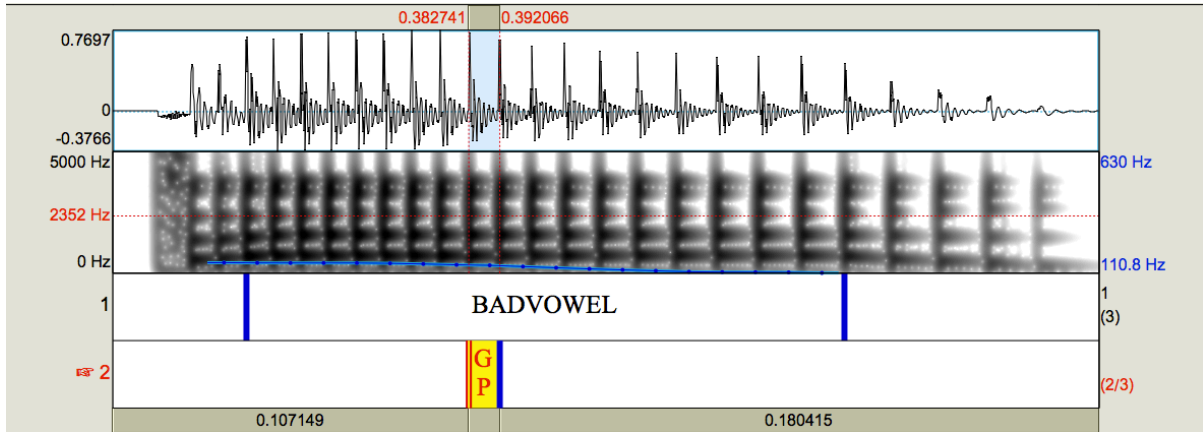 0.382741 0.392066
0.7697
0
-0.3766
5000 Hz 630 Hz
2352 Hz
0 Hz 110.8 Hz
1 BADVOWEL 1
(3)
☞ 2 G (2/3)
P
0.107149 0.180415